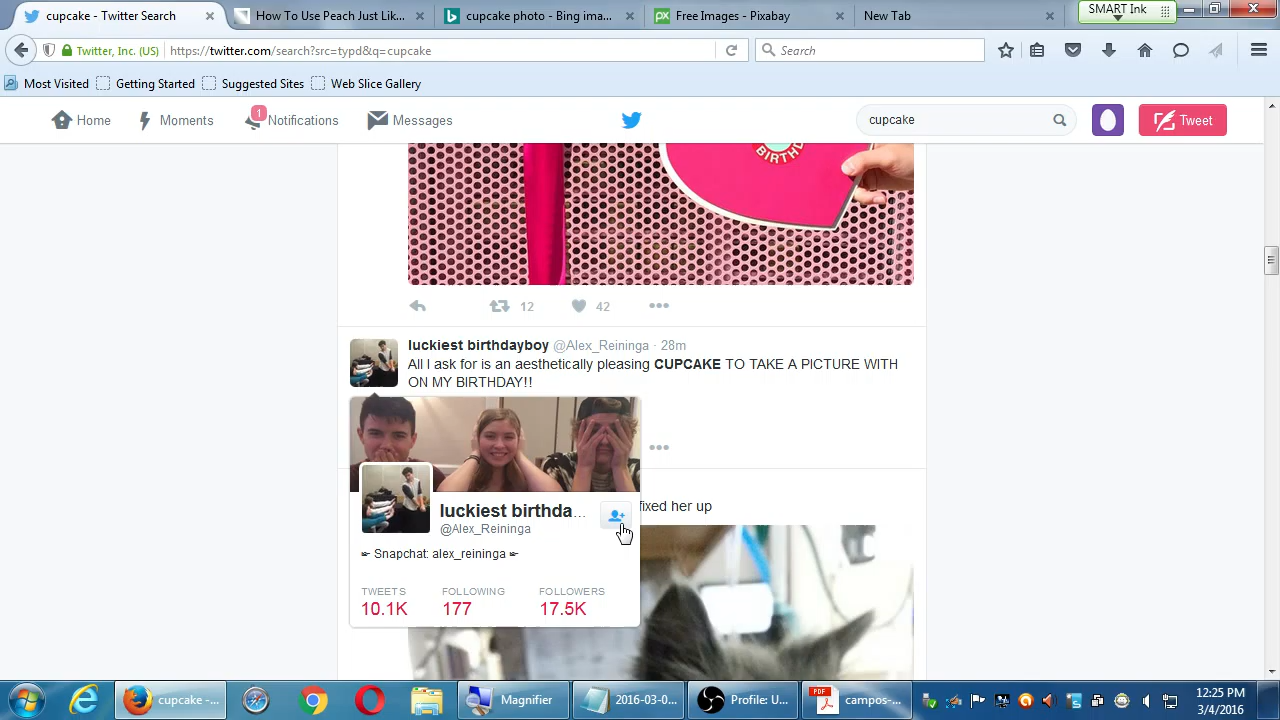 cupcake - Twitter Search
How To Use Peach Just Lik...
cupcake photo - Bing ima...
Free Images - Pixabay
New Tab
SMART Ink
Twitter, Inc. (US)
https://twitter.com/search?src=typd&q=cupcake
Search
Most Visited
Getting Started
Suggested Sites
Web Slice Gallery
Home
Moments
1
Notifications
Messages
cupcake
Tweet
BIRTHD
12
42
luckiest birthdayboy @Alex_Reininga · 28m
All I ask for is an aesthetically pleasing CUPCAKE TO TAKE A PICTURE WITH
ON MY BIRTHDAY!!
fixed her up
luckiest birthda...
@Alex_Reininga
Snapchat: alex_reininga
TWEETS FOLLOWING FOLLOWERS
10.1K 177 17.5K
cupcake -...
Magnifier
2016-03-0...
Profile: U...
PDF
campos-...
12:25 PM
3/4/2016